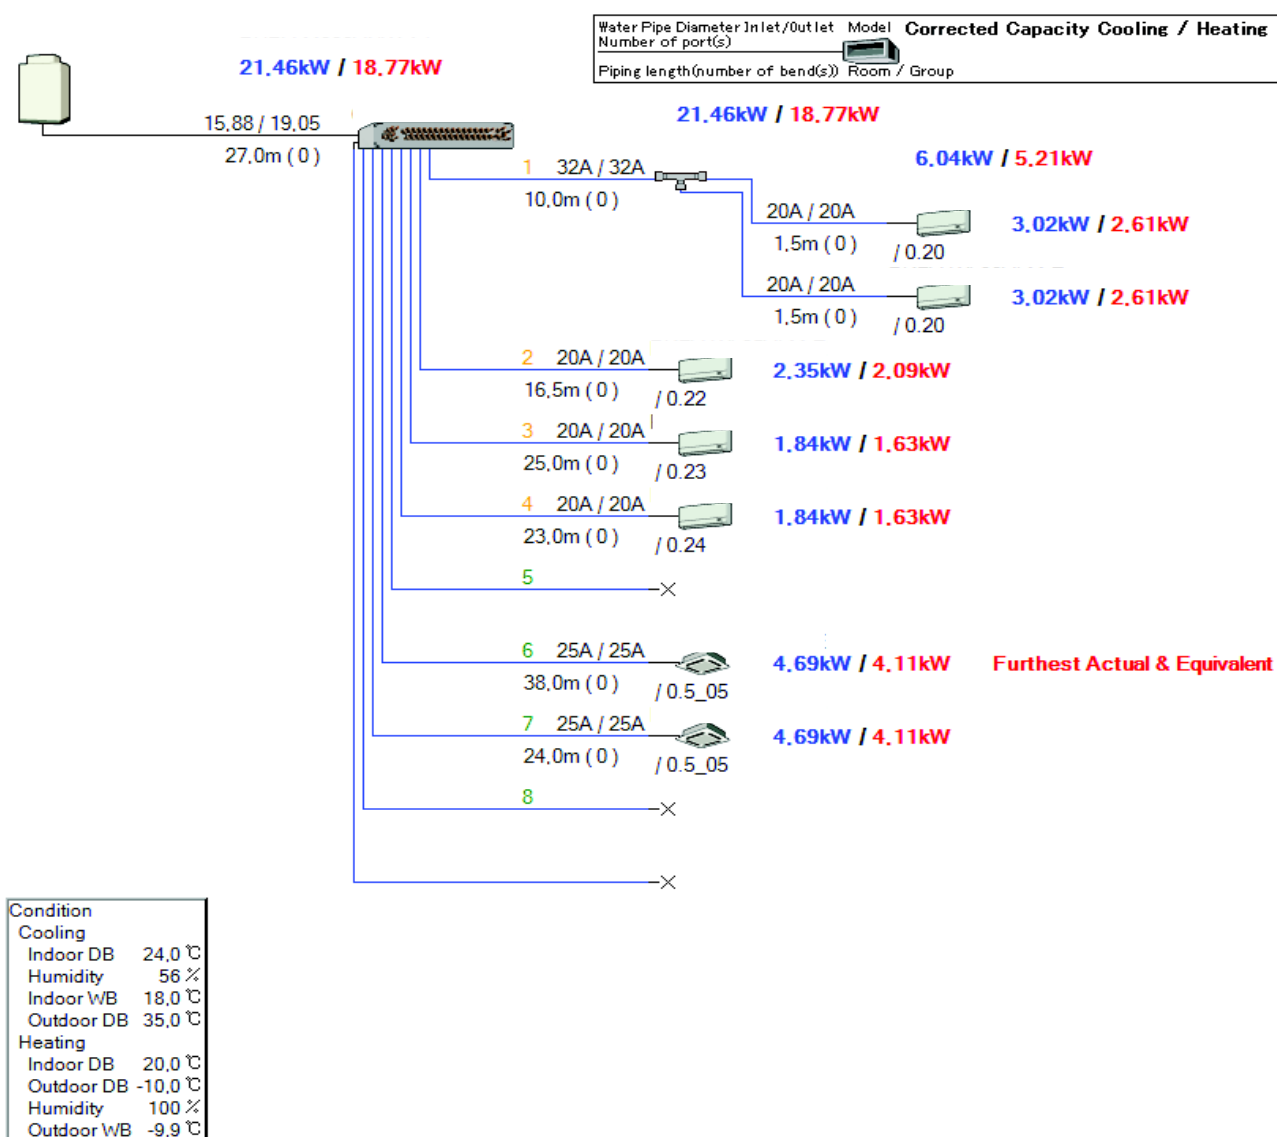 Water Pipe Diameter Inlet/Outlet Model Corrected Capacity Cooling / Heating
Number of port(s)
Piping length(number of bend(s)) Room / Group
21.46kW / 18.77kW
15.88 / 19.05
27.0m ( 0 )
21.46kW / 18.77kW
1 32A / 32A
10.0m ( 0 )
6.04kW / 5.21kW
20A / 20A
1.5m ( 0 )
/ 0.20
3.02kW / 2.61kW
20A / 20A
1.5m ( 0 )
/ 0.20
3.02kW / 2.61kW
2 20A / 20A
16.5m ( 0 )
/ 0.22
2.35kW / 2.09kW
3 20A / 20A
25.0m ( 0 )
/ 0.23
1.84kW / 1.63kW
4 20A / 20A
23.0m ( 0 )
/ 0.24
1.84kW / 1.63kW
5
6 25A / 25A
38.0m ( 0 )
/ 0.5_05
4.69kW / 4.11kW Furthest Actual & Equivalent
7 25A / 25A
24.0m ( 0 )
/ 0.5_05
4.69kW / 4.11kW
8
Condition
Cooling
Indoor DB 24.0 ℃
Humidity 56 %
Indoor WB 18.0 ℃
Outdoor DB 35.0 ℃
Heating
Indoor DB 20.0 ℃
Outdoor DB -10.0 ℃
Humidity 100 %
Outdoor WB -9.9 ℃